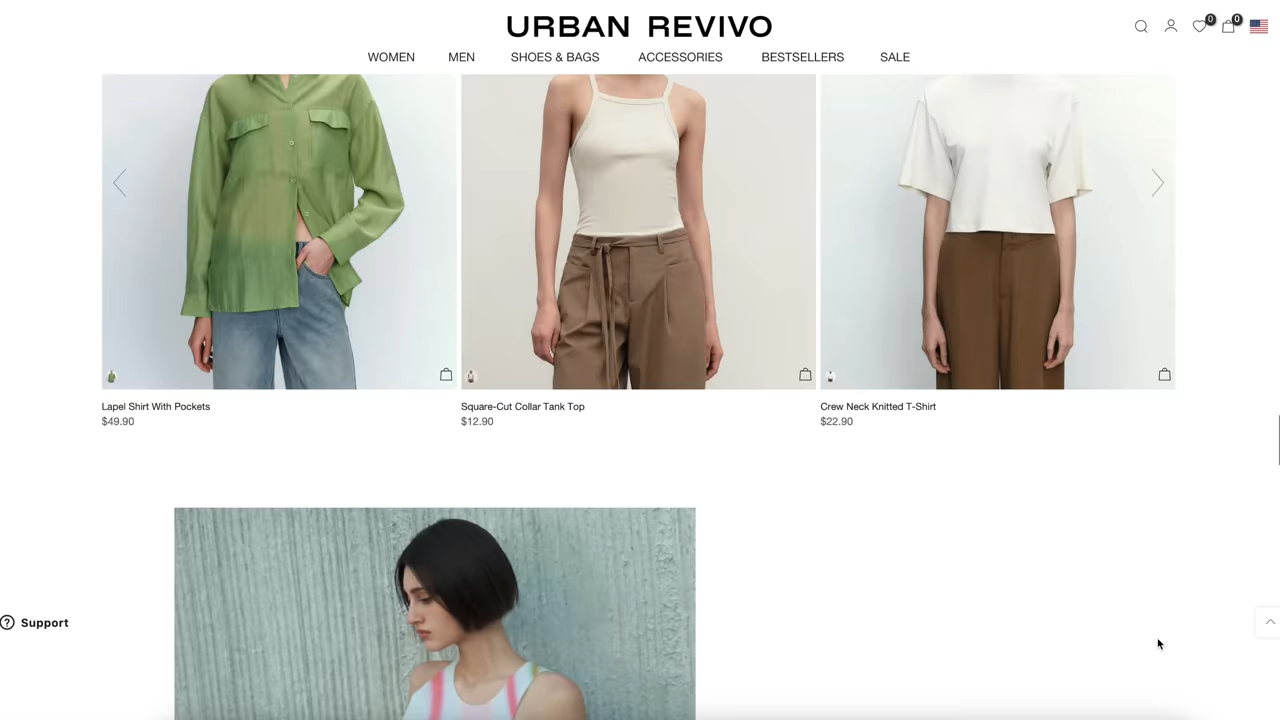 URBAN REVIVO
0
0
WOMEN
MEN
SHOES & BAGS
ACCESSORIES
BESTSELLERS
SALE
Lapel Shirt With Pockets
$49.90
Square-Cut Collar Tank Top
$12.90
Crew Neck Knitted T-Shirt
$22.90
? Support